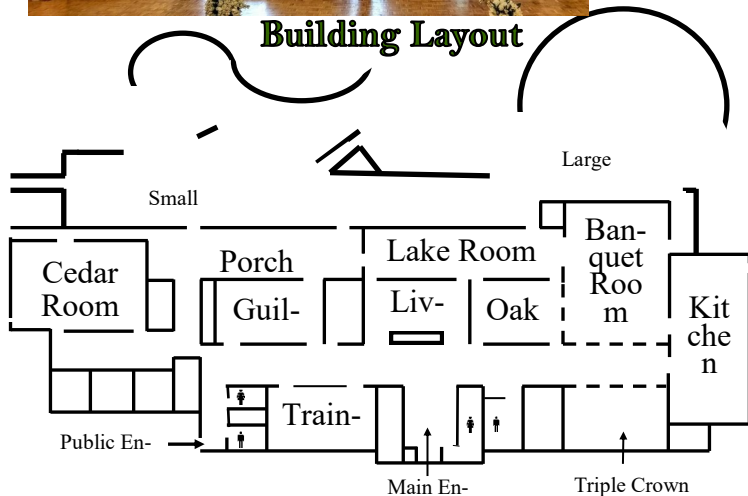 Building Layout
Large
Small
Ban-
quet
Roo
m
Lake Room
Porch
Cedar
Room
Guil-
Liv-
Oak
Kit
che
n
Train-
Public En-
Main En-
Triple Crown